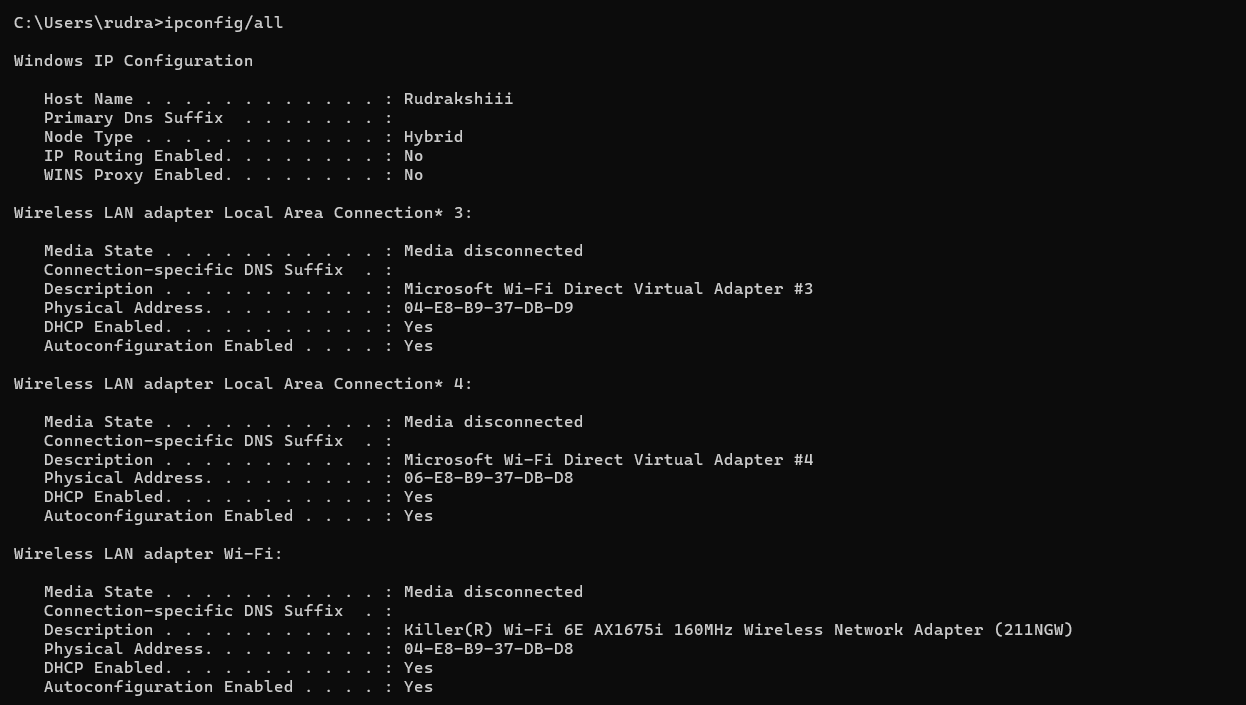 C:\Users\rudra>ipconfig/all
Windows IP Configuration
Host Name . . . . . . . . . . . . : Rudrakshiii
Primary Dns Suffix  . . . . . . . :
Node Type . . . . . . . . . . . . : Hybrid
IP Routing Enabled. . . . . . . . : No
WINS Proxy Enabled. . . . . . . . : No
Wireless LAN adapter Local Area Connection* 3:
Media State . . . . . . . . . . . : Media disconnected
Connection-specific DNS Suffix  . :
Description . . . . . . . . . . . : Microsoft Wi-Fi Direct Virtual Adapter #3
Physical Address. . . . . . . . . : 04-E8-B9-37-DB-D9
DHCP Enabled. . . . . . . . . . . : Yes
Autoconfiguration Enabled . . . . : Yes
Wireless LAN adapter Local Area Connection* 4:
Media State . . . . . . . . . . . : Media disconnected
Connection-specific DNS Suffix  . :
Description . . . . . . . . . . . : Microsoft Wi-Fi Direct Virtual Adapter #4
Physical Address. . . . . . . . . : 06-E8-B9-37-DB-D8
DHCP Enabled. . . . . . . . . . . : Yes
Autoconfiguration Enabled . . . . : Yes
Wireless LAN adapter Wi-Fi:
Media State . . . . . . . . . . . : Media disconnected
Connection-specific DNS Suffix  . :
Description . . . . . . . . . . . : Killer(R) Wi-Fi 6E AX1675i 160MHz Wireless Network Adapter (211NGW)
Physical Address. . . . . . . . . : 04-E8-B9-37-DB-D8
DHCP Enabled. . . . . . . . . . . : Yes
Autoconfiguration Enabled . . . . : Yes